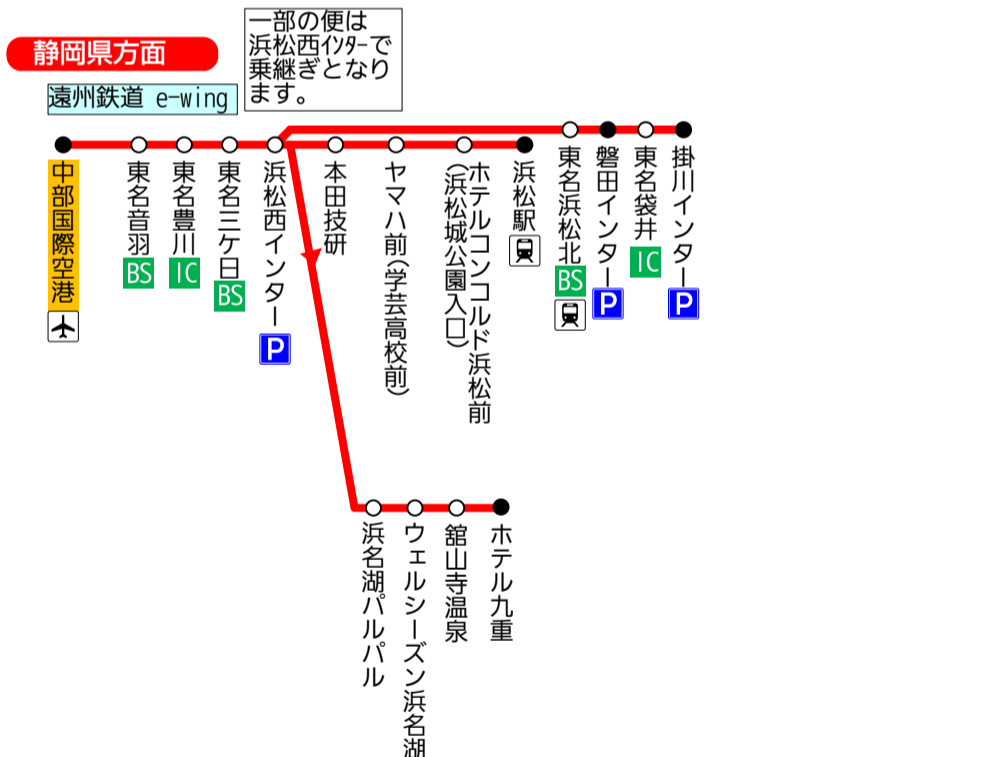 静岡県方面
一部の便は
浜松西ｲﾝﾀｰで
乗継ぎとなり
ます。
遠州鉄道 e-wing
中部国際空港
東名音羽
BS
東名豊川
IC
東名三ケ日
BS
浜松西インター
P
本田技研
ヤマハ前(学芸高校前)
ホテルコンコルド浜松前
(浜松城公園入口)
浜松駅
東名浜松北
BS
磐田インター
P
東名袋井
IC
掛川インター
P
浜名湖パルパル
ウェルシーズン浜名湖
舘山寺温泉
ホテル九重